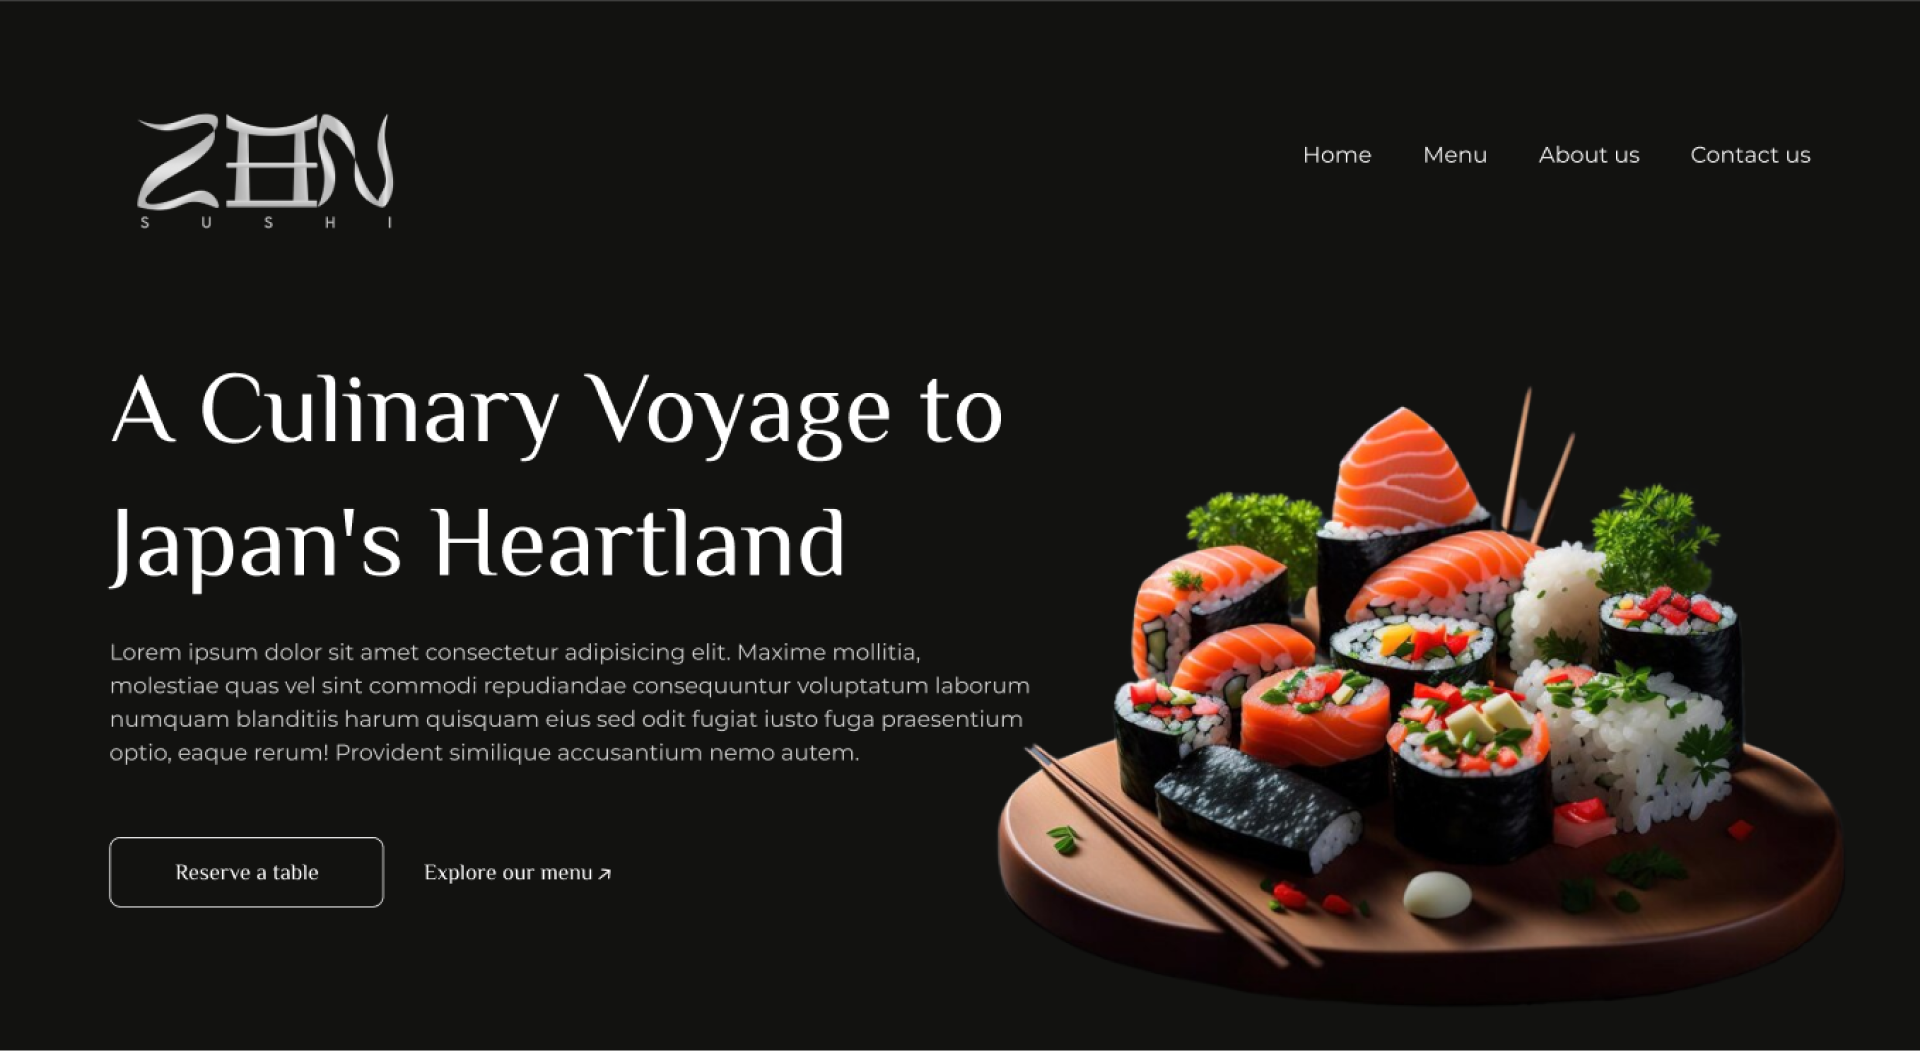 ZEN
SUSHI
Home Menu About us Contact us
A Culinary Voyage to
Japan's Heartland
Lorem ipsum dolor sit amet consectetur adipisicing elit. Maxime mollitia,
molestiae quas vel sint commodi repudiandae consequuntur voluptatum laborum
numquam blanditiis harum quisquam eius sed odit fugiat iusto fuga praesentium
optio, eaque rerum! Provident similique accusantium nemo autem.
Reserve a table Explore our menu ↗